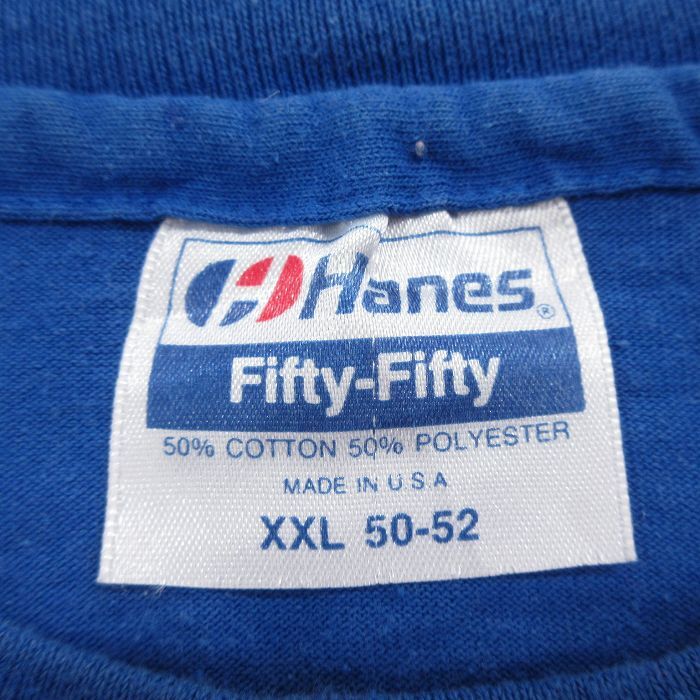 Hanes®
Fifty-Fifty
50% COTTON 50% POLYESTER
MADE IN U S A
XXL 50-52